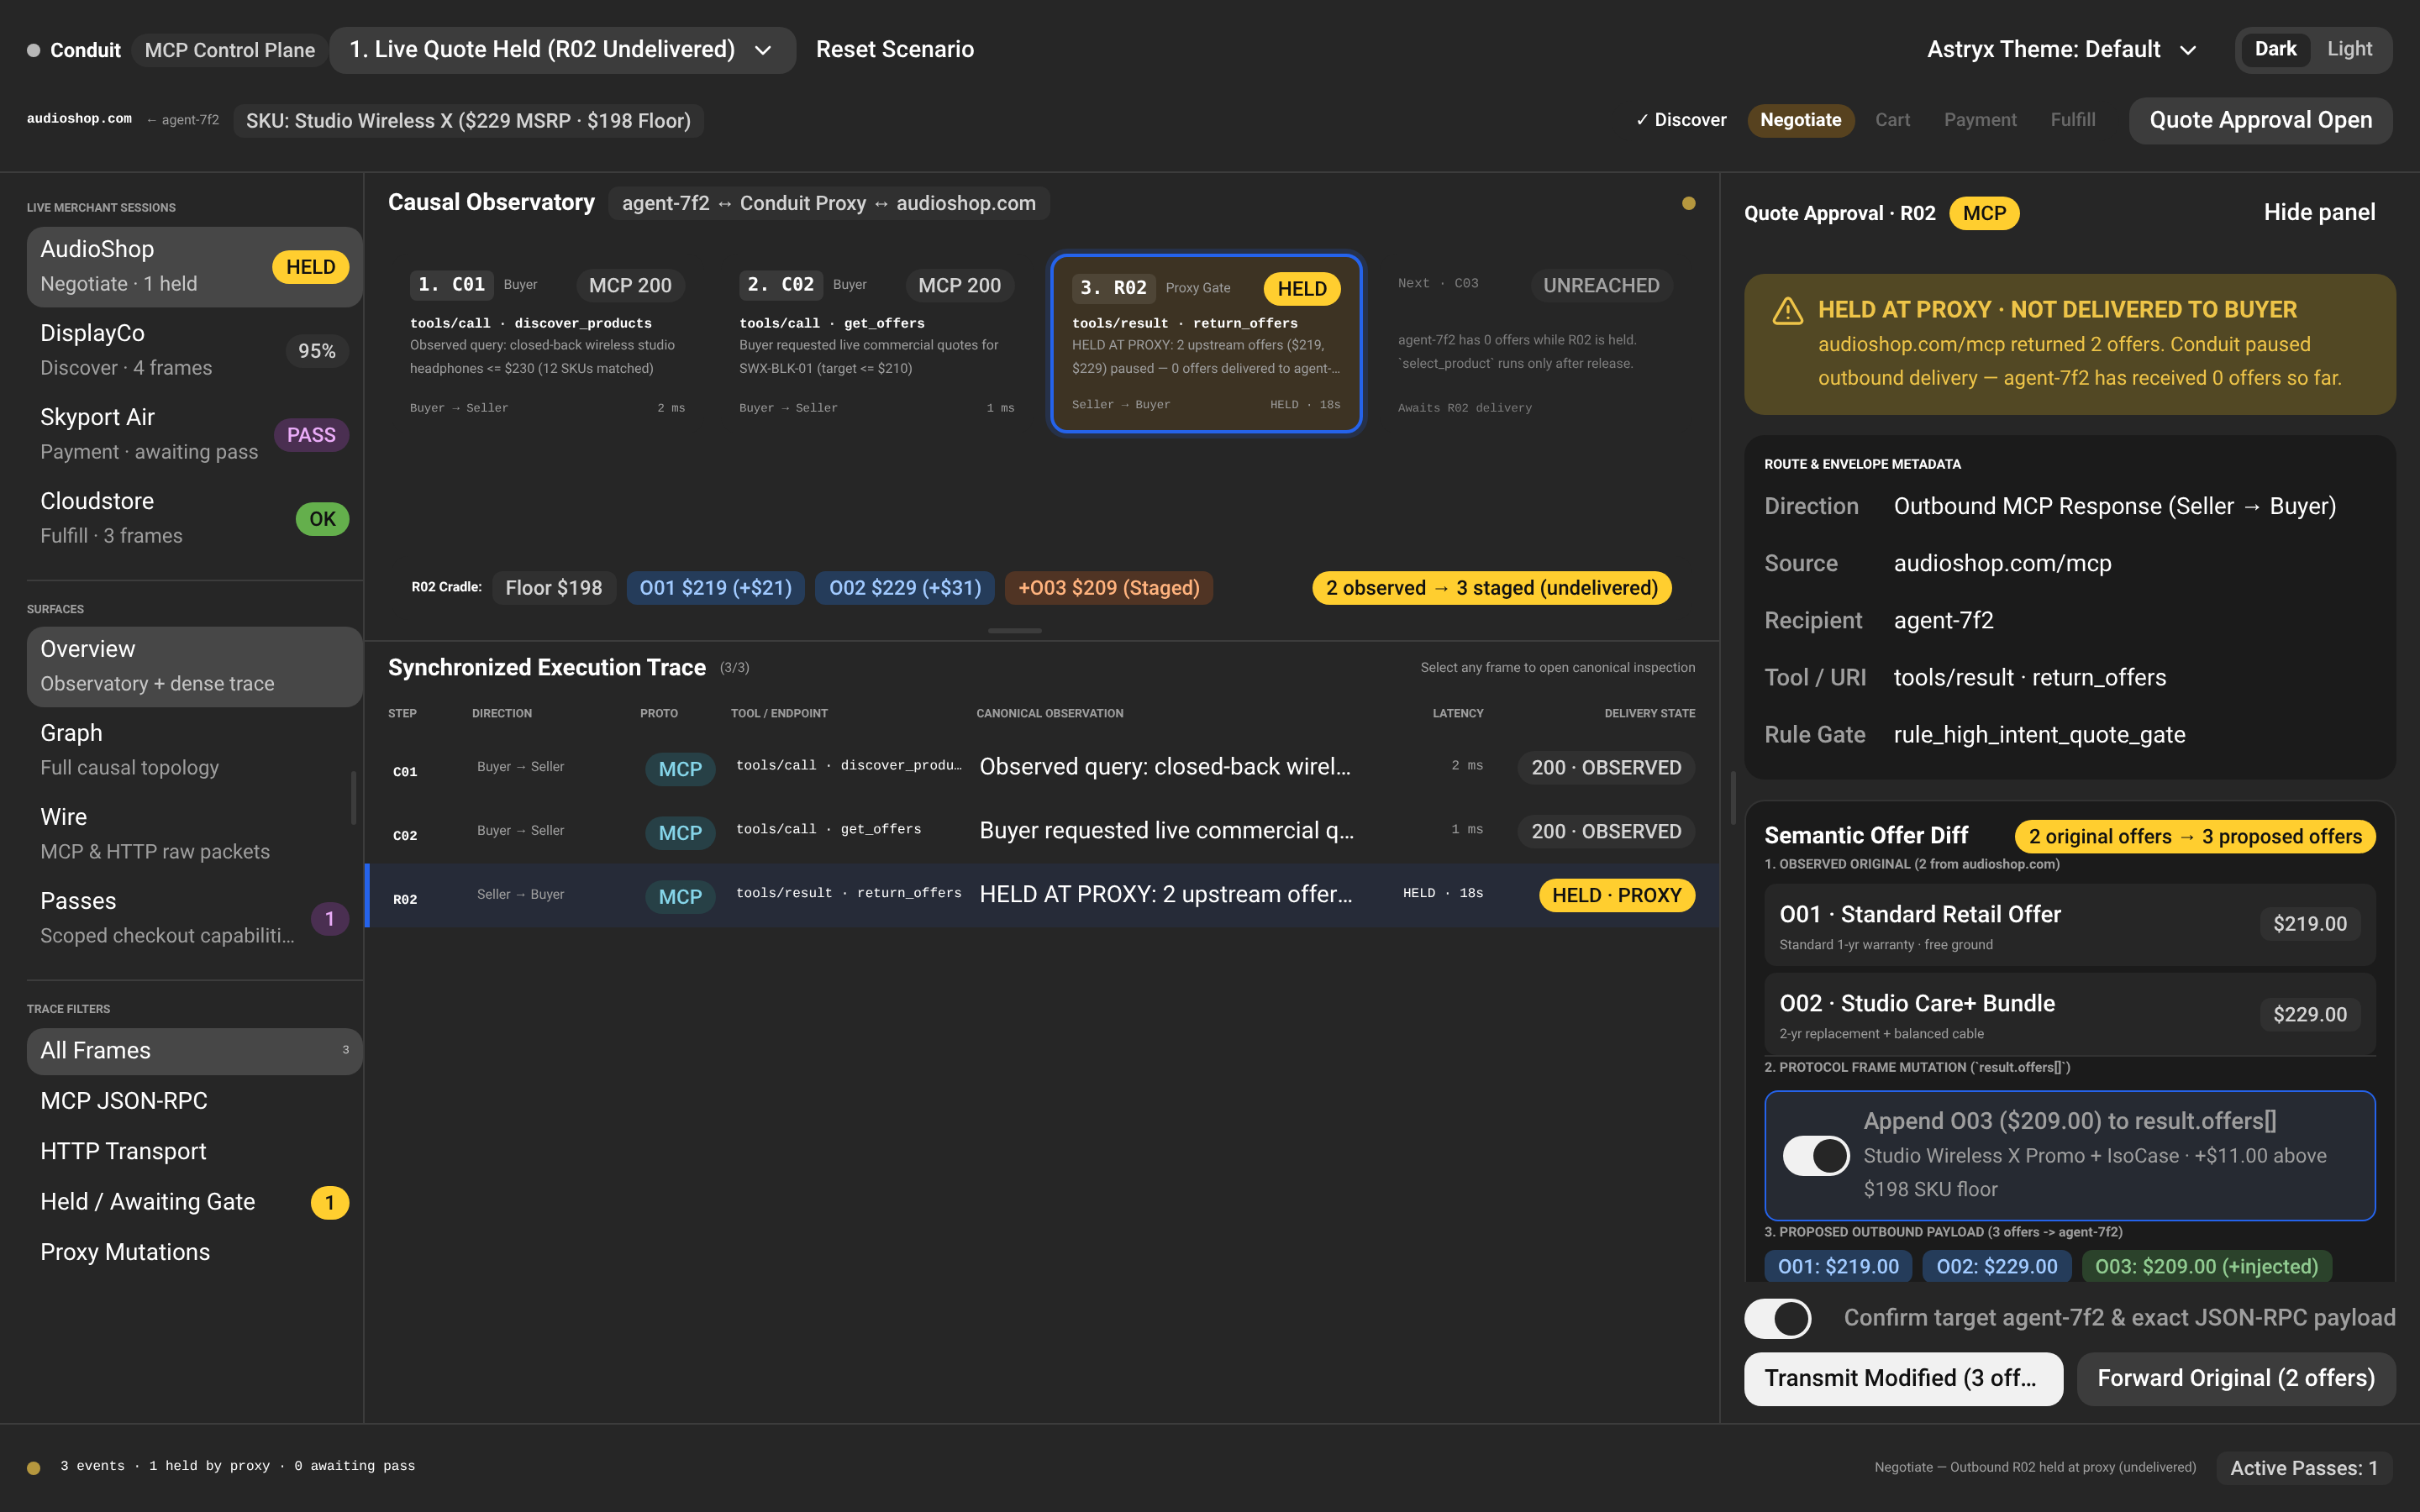 Conduit MCP Control Plane 1. Live Quote Held (R02 Undelivered) Reset Scenario Astryx Theme: Default Dark Light
audioshop.com ← agent-7f2 SKU: Studio Wireless X ($229 MSRP · $198 Floor) ✓ Discover Negotiate Cart Payment Fulfill Quote Approval Open
LIVE MERCHANT SESSIONS
AudioShop
Negotiate · 1 held
HELD
DisplayCo
Discover · 4 frames
95%
Skyport Air
Payment · awaiting pass
PASS
Cloudstore
Fulfill · 3 frames
OK
SURFACES
Overview
Observatory + dense trace
Graph
Full causal topology
Wire
MCP & HTTP raw packets
Passes
Scoped checkout capabiliti…
1
TRACE FILTERS
All Frames 3
MCP JSON-RPC
HTTP Transport
Held / Awaiting Gate 1
Proxy Mutations
Causal Observatory agent-7f2 ↔ Conduit Proxy ↔ audioshop.com
1. C01 Buyer MCP 200
tools/call · discover_products
Observed query: closed-back wireless studio
headphones <= $230 (12 SKUs matched)
Buyer → Seller 2 ms
2. C02 Buyer MCP 200
tools/call · get_offers
Buyer requested live commercial quotes for
SWX-BLK-01 (target <= $210)
Buyer → Seller 1 ms
3. R02 Proxy Gate HELD
tools/result · return_offers
HELD AT PROXY: 2 upstream offers ($219,
$229) paused — 0 offers delivered to agent-…
Seller → Buyer HELD · 18s
Next · C03 UNREACHED
agent-7f2 has 0 offers while R02 is held.
`select_product` runs only after release.
Awaits R02 delivery
R02 Cradle: Floor $198 O01 $219 (+$21) O02 $229 (+$31) +O03 $209 (Staged) 2 observed → 3 staged (undelivered)
Synchronized Execution Trace (3/3) Select any frame to open canonical inspection
STEP DIRECTION PROTO TOOL / ENDPOINT CANONICAL OBSERVATION LATENCY DELIVERY STATE
C01 Buyer → Seller MCP tools/call · discover_produ… Observed query: closed-back wirel… 2 ms 200 · OBSERVED
C02 Buyer → Seller MCP tools/call · get_offers Buyer requested live commercial q… 1 ms 200 · OBSERVED
R02 Seller → Buyer MCP tools/result · return_offers HELD AT PROXY: 2 upstream offer… HELD · 18s HELD · PROXY
Quote Approval · R02 MCP Hide panel
HELD AT PROXY · NOT DELIVERED TO BUYER
audioshop.com/mcp returned 2 offers. Conduit paused
outbound delivery — agent-7f2 has received 0 offers so far.
ROUTE & ENVELOPE METADATA
Direction Outbound MCP Response (Seller → Buyer)
Source audioshop.com/mcp
Recipient agent-7f2
Tool / URI tools/result · return_offers
Rule Gate rule_high_intent_quote_gate
Semantic Offer Diff 2 original offers → 3 proposed offers
1. OBSERVED ORIGINAL (2 from audioshop.com)
O01 · Standard Retail Offer
Standard 1-yr warranty · free ground
$219.00
O02 · Studio Care+ Bundle
2-yr replacement + balanced cable
$229.00
2. PROTOCOL FRAME MUTATION (`result.offers[]`)
Append O03 ($209.00) to result.offers[]
Studio Wireless X Promo + IsoCase · +$11.00 above
$198 SKU floor
3. PROPOSED OUTBOUND PAYLOAD (3 offers -> agent-7f2)
O01: $219.00 O02: $229.00 O03: $209.00 (+injected)
Confirm target agent-7f2 & exact JSON-RPC payload
Transmit Modified (3 off… Forward Original (2 offers)
3 events · 1 held by proxy · 0 awaiting pass Negotiate — Outbound R02 held at proxy (undelivered) Active Passes: 1